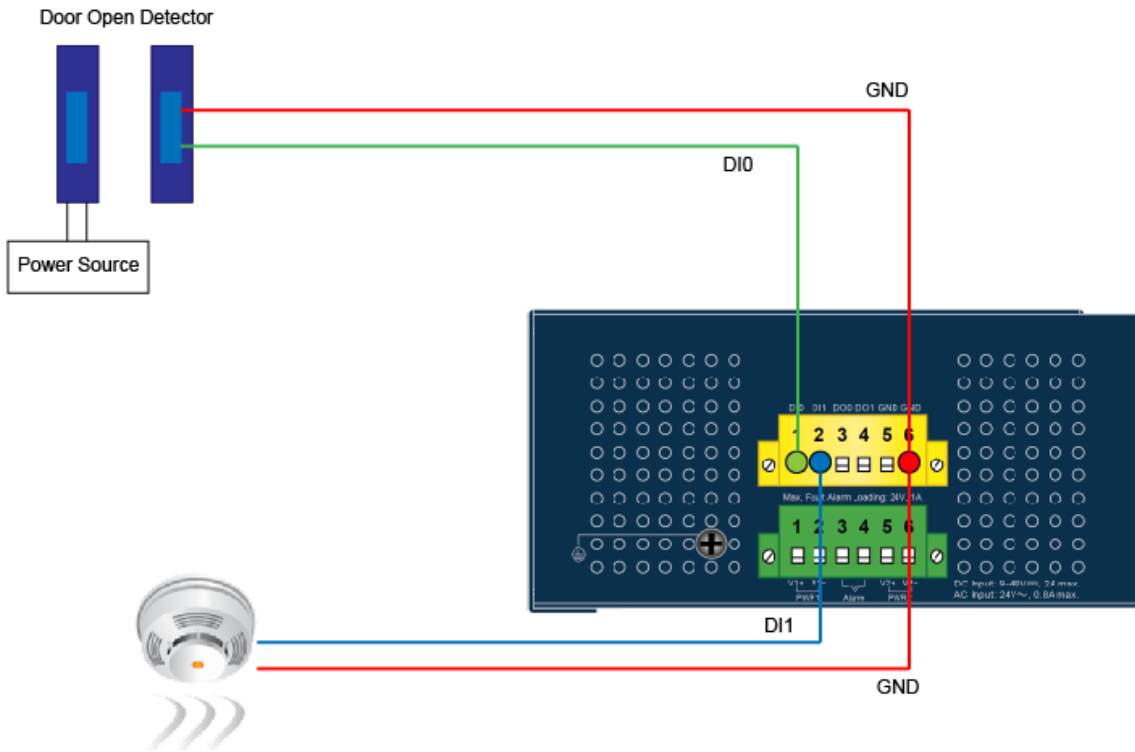 Door Open Detector
GND
DI0
Power Source
DI0 DI1 DO0 DO1 GND GND
1 2 3 4 5 6
Max. Fault Alarm Loading: 24V, 1A
1 2 3 4 5 6
V1+ V1- V2+ V2-
PWR1 Alarm PWR2
DC Input: 9-48V, 2A max.
AC Input: 24V~, 0.8A max.
DI1
GND